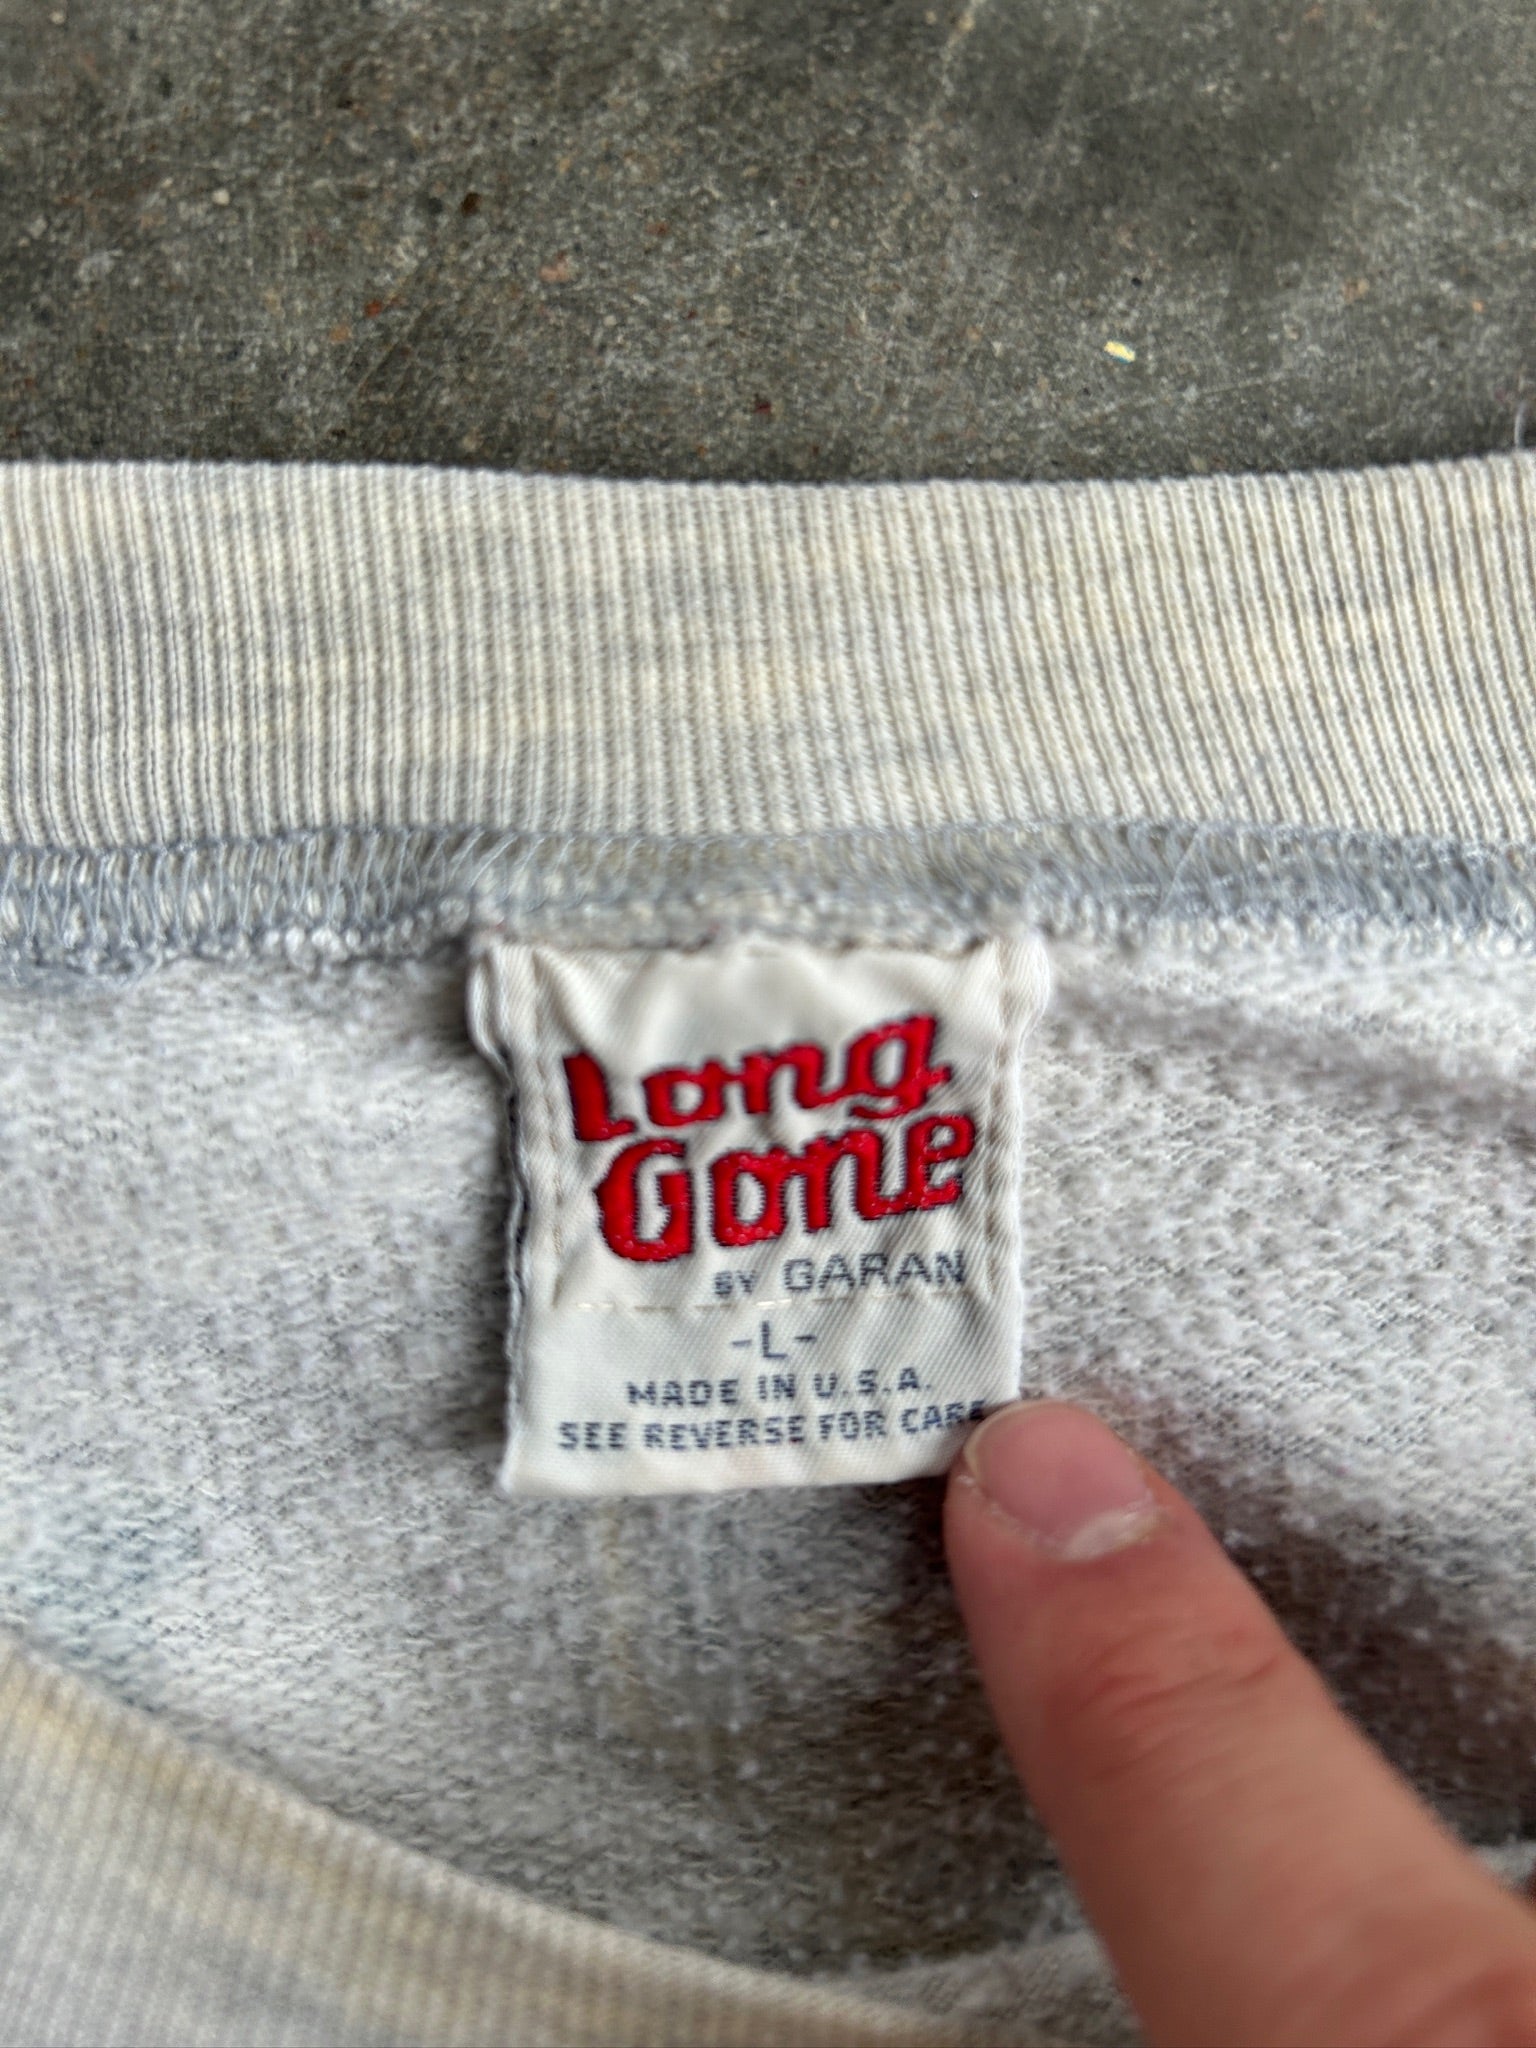 Long
Gone
BY GARAN
-L-
MADE IN U.S.A.
SEE REVERSE FOR CARE